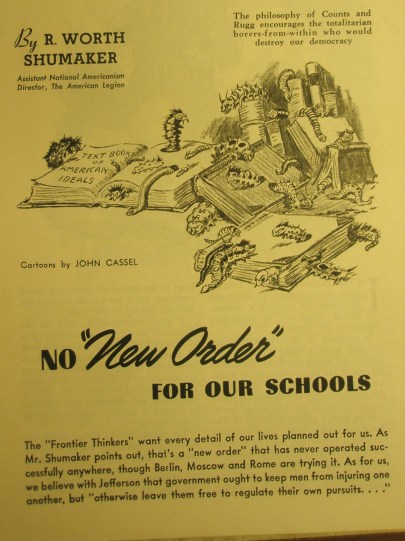 The philosophy of Counts and
Rugg encourages the totalitarian
borers-from-within who would
destroy our democracy
By R. WORTH
SHUMAKER
Assistant National Americanism
Director, The American Legion
TEXT BOOKS
OF
AMERICAN
IDEALS
Cartoons by JOHN CASSEL
NO "New Order"
FOR OUR SCHOOLS
The "Frontier Thinkers" want every detail of our lives planned out for us. As
Mr. Shumaker points out, that's a "new order" that has never operated suc-
cessfully anywhere, though Berlin, Moscow and Rome are trying it. As for us,
we believe with Jefferson that government ought to keep men from injuring one
another, but "otherwise leave them free to regulate their own pursuits. . . ."